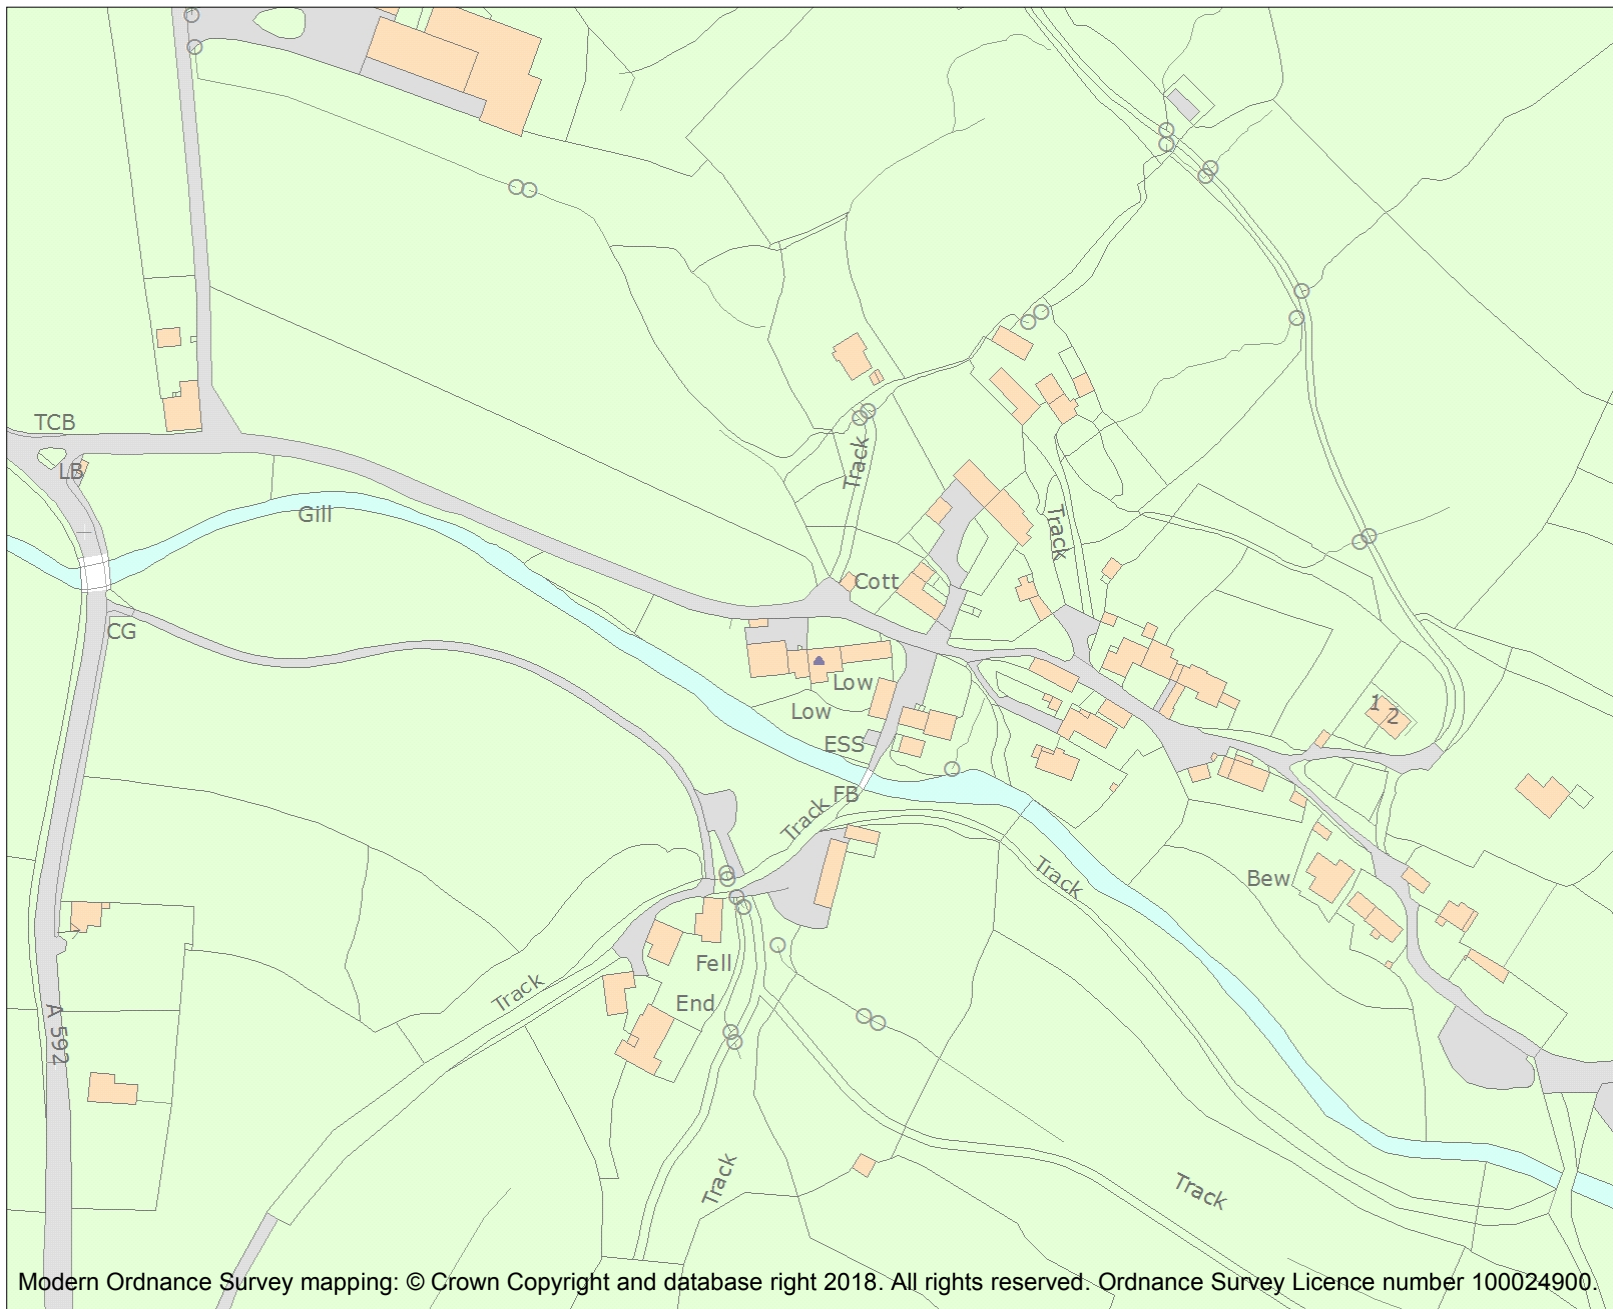 TCB
Track
LB
Gill
Track
Cott
CG
Low
1
2
Low
ESS
FB
Track
Track
Bew
Fell
Track
End
A 592
Track
Track
Modern Ordnance Survey mapping: © Crown Copyright and database right 2018. All rights reserved. Ordnance Survey Licence number 100024900.